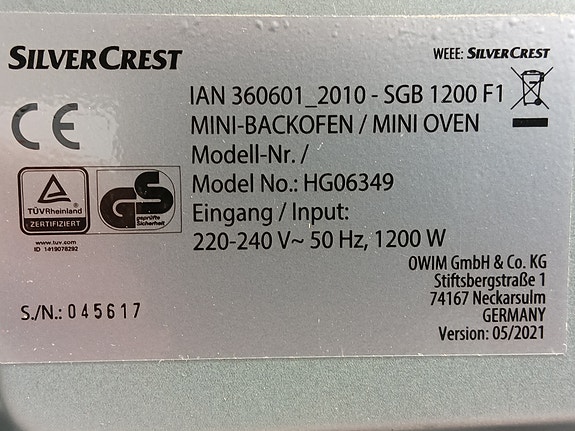 SILVERCREST
WEEE: SILVERCREST
IAN 360601_2010 - SGB 1200 F1
MINI-BACKOFEN / MINI OVEN
Modell-Nr. /
Model No.: HG06349
Eingang / Input:
220-240 V~ 50 Hz, 1200 W
CE
TÜVRheinland
ZERTIFIZIERT
GS
geprüfte
Sicherheit
www.tuv.com
ID 1419078292
OWIM GmbH & Co. KG
Stiftsbergstraße 1
74167 Neckarsulm
GERMANY
Version: 05/2021
S./N.: 045617